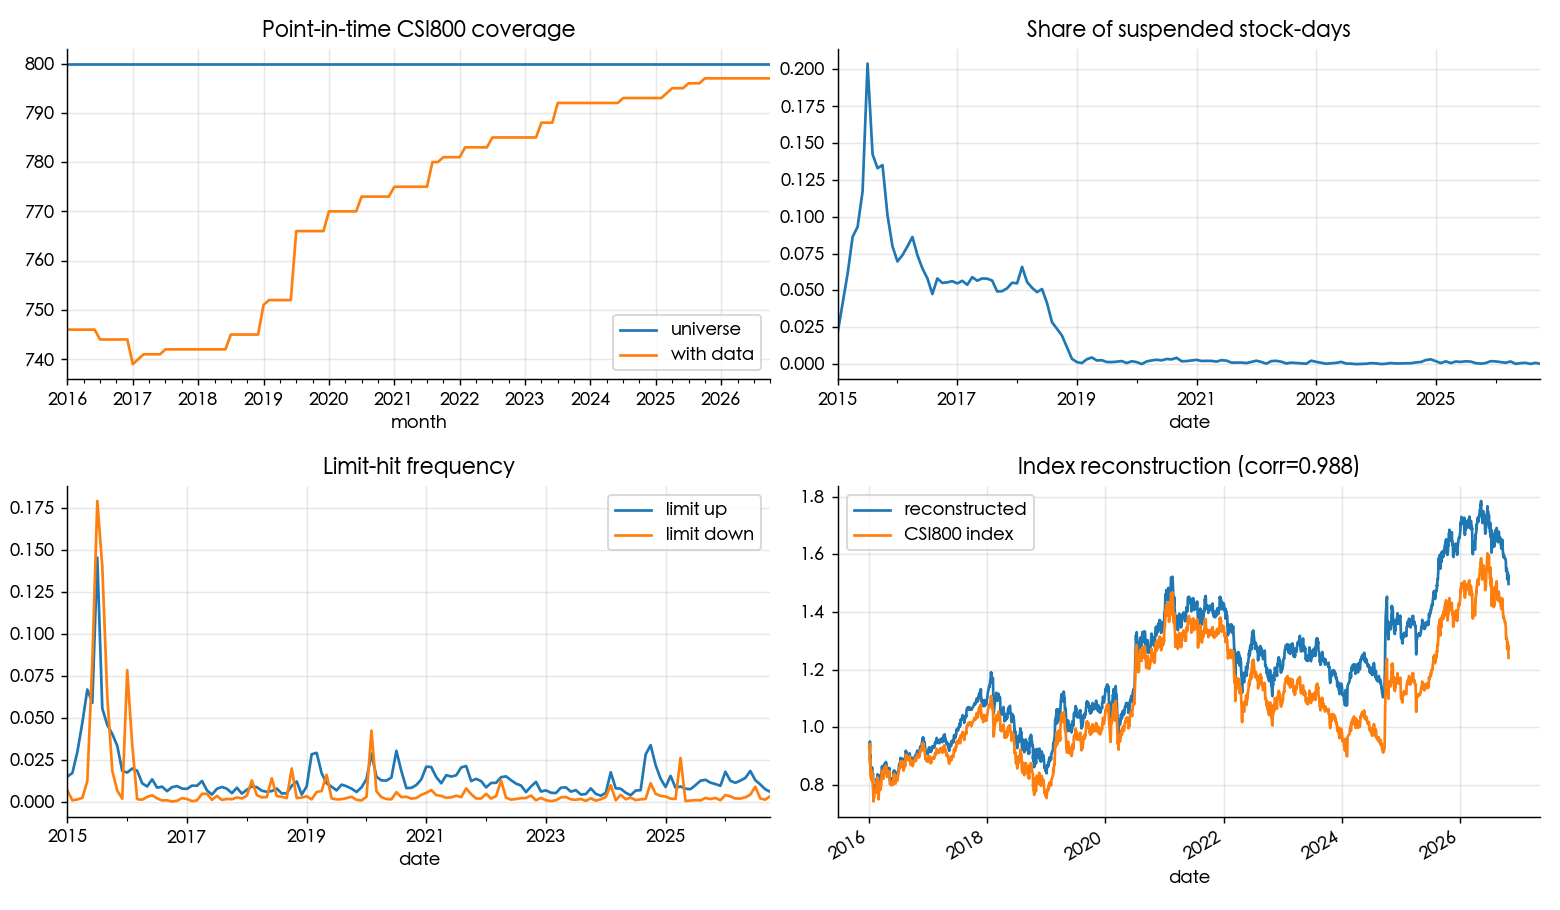 Point-in-time CSI800 coverage
800
790
780
770
760
750
740
universe
with data
2016 2017 2018 2019 2020 2021 2022 2023 2024 2025 2026
month
Share of suspended stock-days
0.200
0.175
0.150
0.125
0.100
0.075
0.050
0.025
0.000
2015 2017 2019 2021 2023 2025
date
Limit-hit frequency
0.175
0.150
0.125
0.100
0.075
0.050
0.025
0.000
limit up
limit down
2015 2017 2019 2021 2023 2025
date
Index reconstruction (corr=0.988)
1.8
1.6
1.4
1.2
1.0
0.8
reconstructed
CSI800 index
2016 2018 2020 2022 2024 2026
date